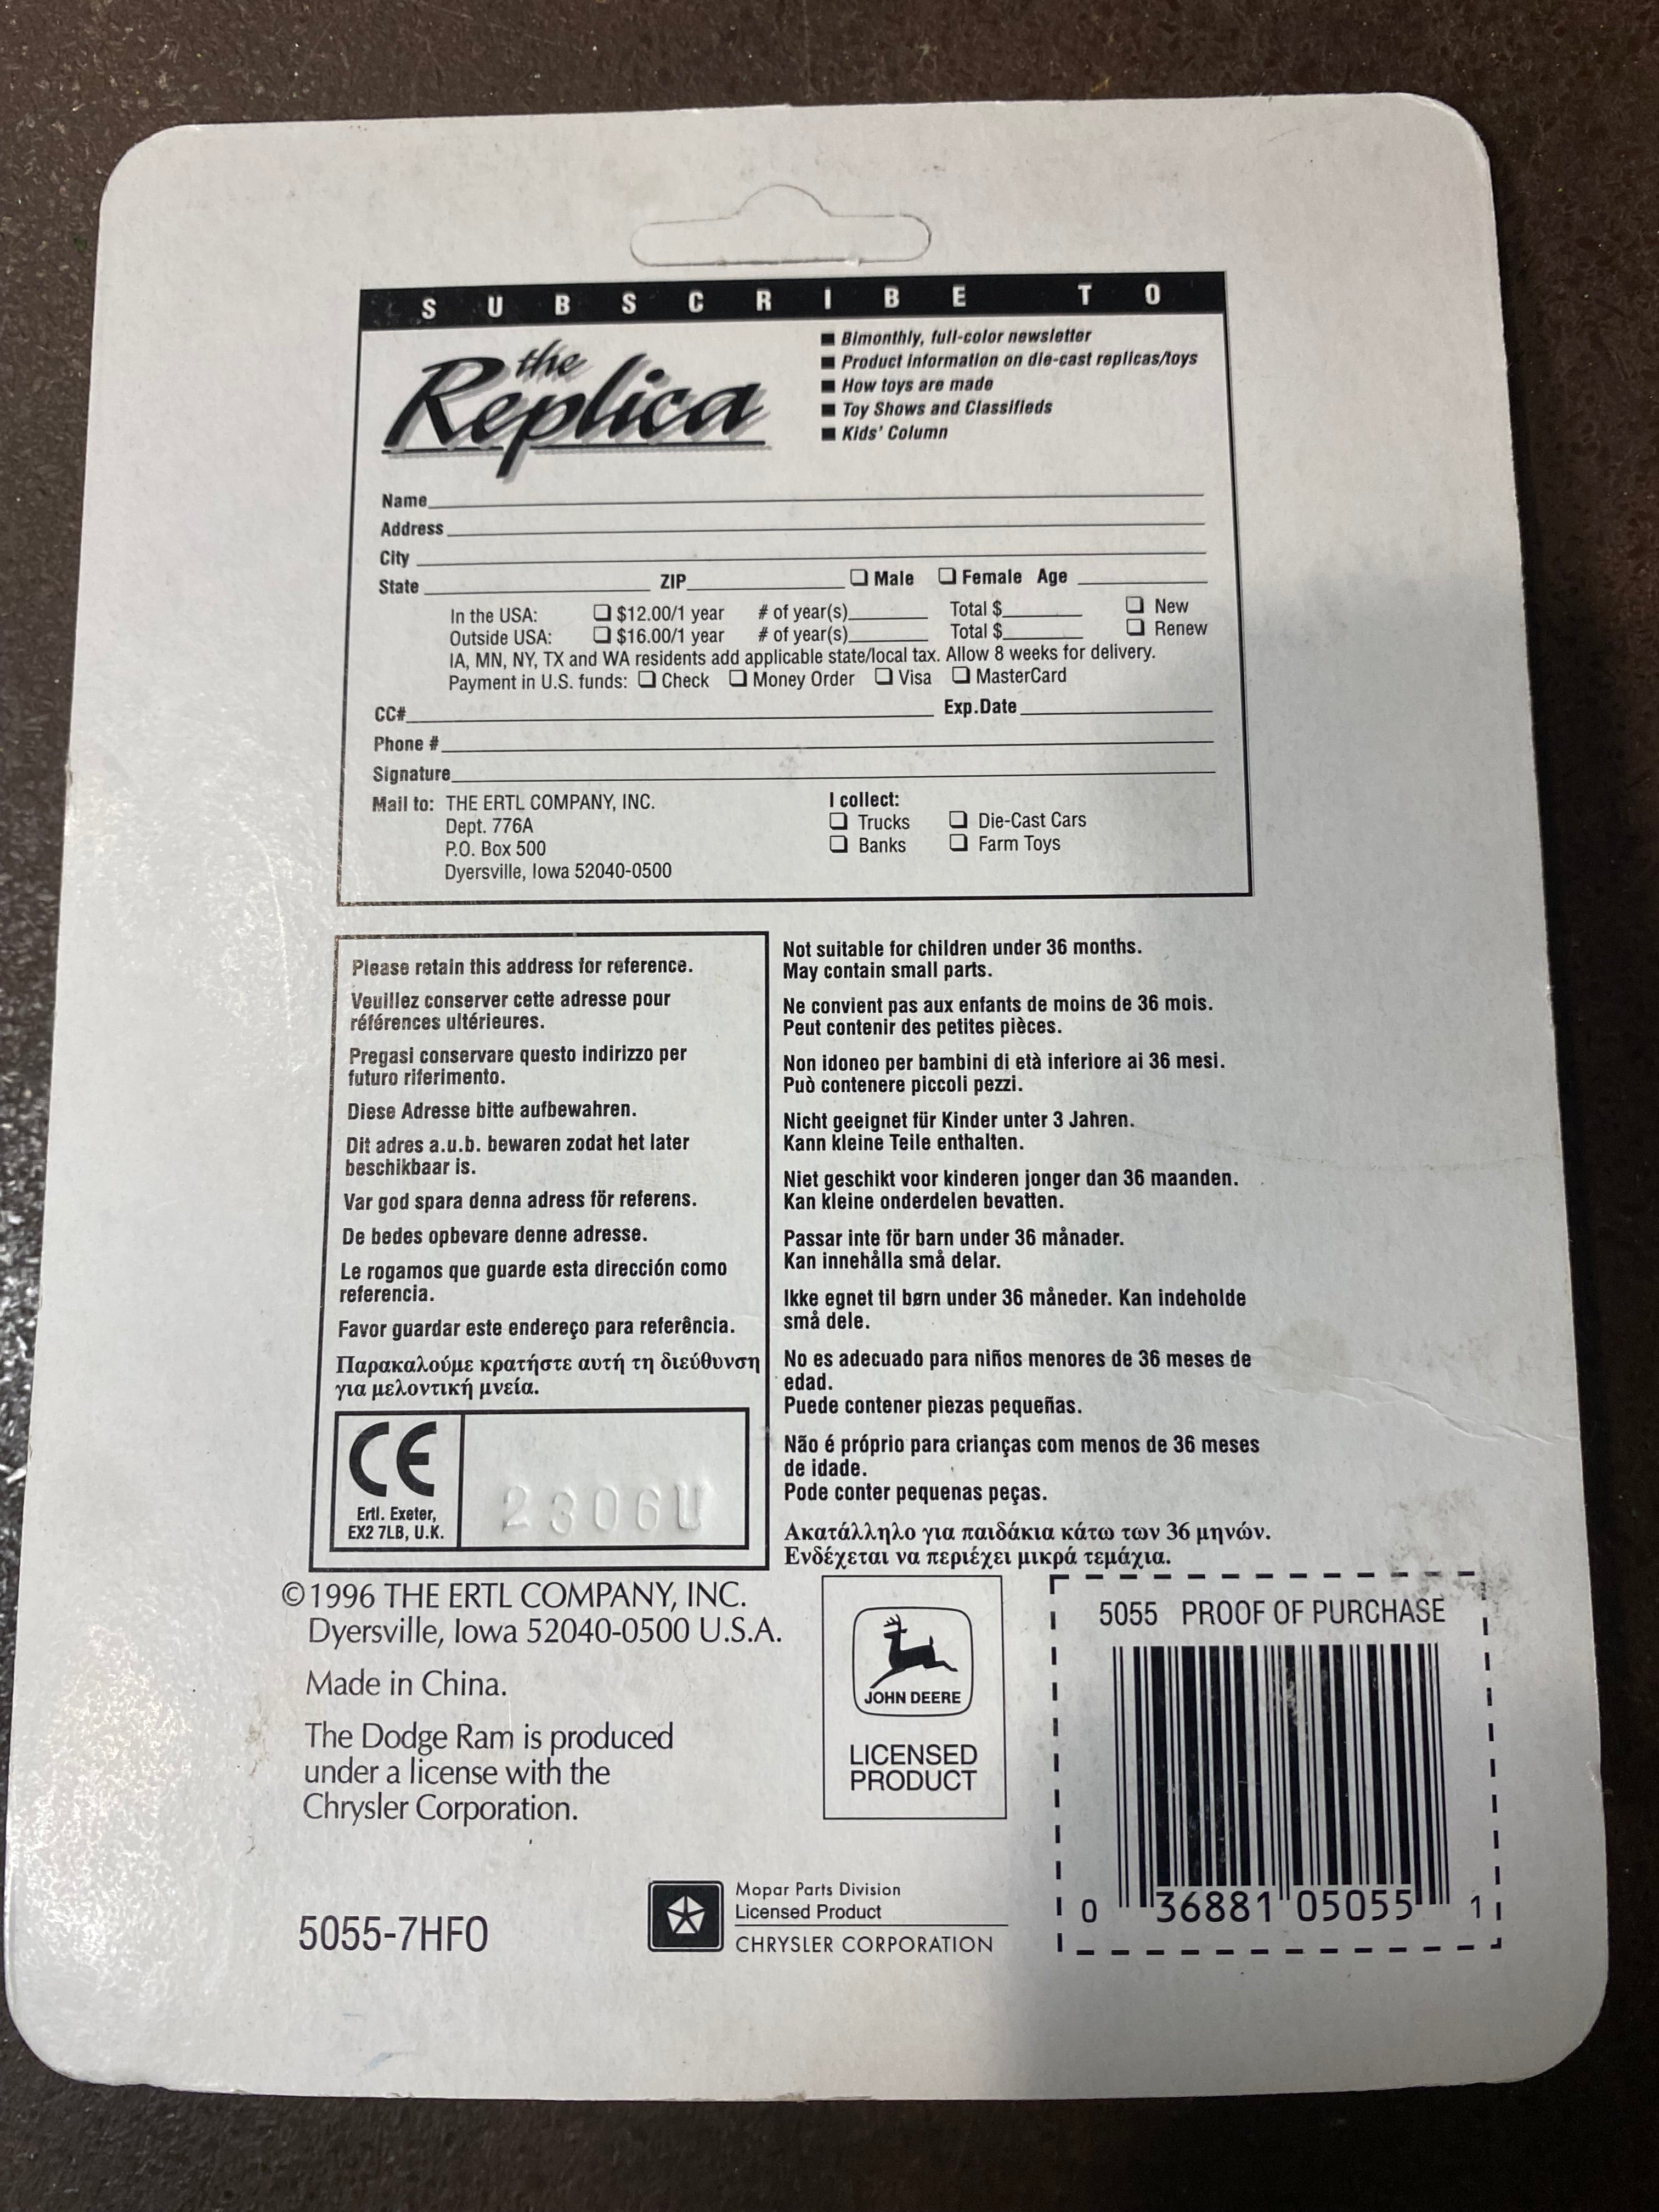 SUBSCRIBE TO
the
Replica
■ Bimonthly, full-color newsletter
■ Product information on die-cast replicas/toys
■ How toys are made
■ Toy Shows and Classifieds
■ Kids' Column
Name
Address
City
State ZIP ❑ Male ❑ Female Age
In the USA: ❑ $12.00/1 year # of year(s) Total $ ❑ New
Outside USA: ❑ $16.00/1 year # of year(s) Total $ ❑ Renew
IA, MN, NY, TX and WA residents add applicable state/local tax. Allow 8 weeks for delivery.
Payment in U.S. funds: ❑ Check ❑ Money Order ❑ Visa ❑ MasterCard
CC# Exp.Date
Phone #
Signature
Mail to: THE ERTL COMPANY, INC.
Dept. 776A
P.O. Box 500
Dyersville, Iowa 52040-0500
I collect:
❑ Trucks ❑ Die-Cast Cars
❑ Banks ❑ Farm Toys
Please retain this address for reference.
Veuillez conserver cette adresse pour
références ultérieures.
Pregasi conservare questo indirizzo per
futuro riferimento.
Diese Adresse bitte aufbewahren.
Dit adres a.u.b. bewaren zodat het later
beschikbaar is.
Var god spara denna adress för referens.
De bedes opbevare denne adresse.
Le rogamos que guarde esta dirección como
referencia.
Favor guardar este endereço para referência.
Παρακαλούμε κρατήστε αυτή τη διεύθυνση
για μελοντική μνεία.
CE
Ertl. Exeter,
EX2 7LB, U.K.
2306U
Not suitable for children under 36 months.
May contain small parts.
Ne convient pas aux enfants de moins de 36 mois.
Peut contenir des petites pièces.
Non idoneo per bambini di età inferiore ai 36 mesi.
Può contenere piccoli pezzi.
Nicht geeignet für Kinder unter 3 Jahren.
Kann kleine Teile enthalten.
Niet geschikt voor kinderen jonger dan 36 maanden.
Kan kleine onderdelen bevatten.
Passar inte för barn under 36 månader.
Kan innehålla små delar.
Ikke egnet til børn under 36 måneder. Kan indeholde
små dele.
No es adecuado para niños menores de 36 meses de
edad.
Puede contener piezas pequeñas.
Não é próprio para crianças com menos de 36 meses
de idade.
Pode conter pequenas peças.
Ακατάλληλο για παιδάκια κάτω των 36 μηνών.
Ενδέχεται να περιέχει μικρά τεμάχια.
©1996 THE ERTL COMPANY, INC.
Dyersville, Iowa 52040-0500 U.S.A.
Made in China.
The Dodge Ram is produced
under a license with the
Chrysler Corporation.
5055-7HFO
JOHN DEERE
LICENSED
PRODUCT
Mopar Parts Division
Licensed Product
CHRYSLER CORPORATION
5055 PROOF OF PURCHASE
0 36881 05055 1